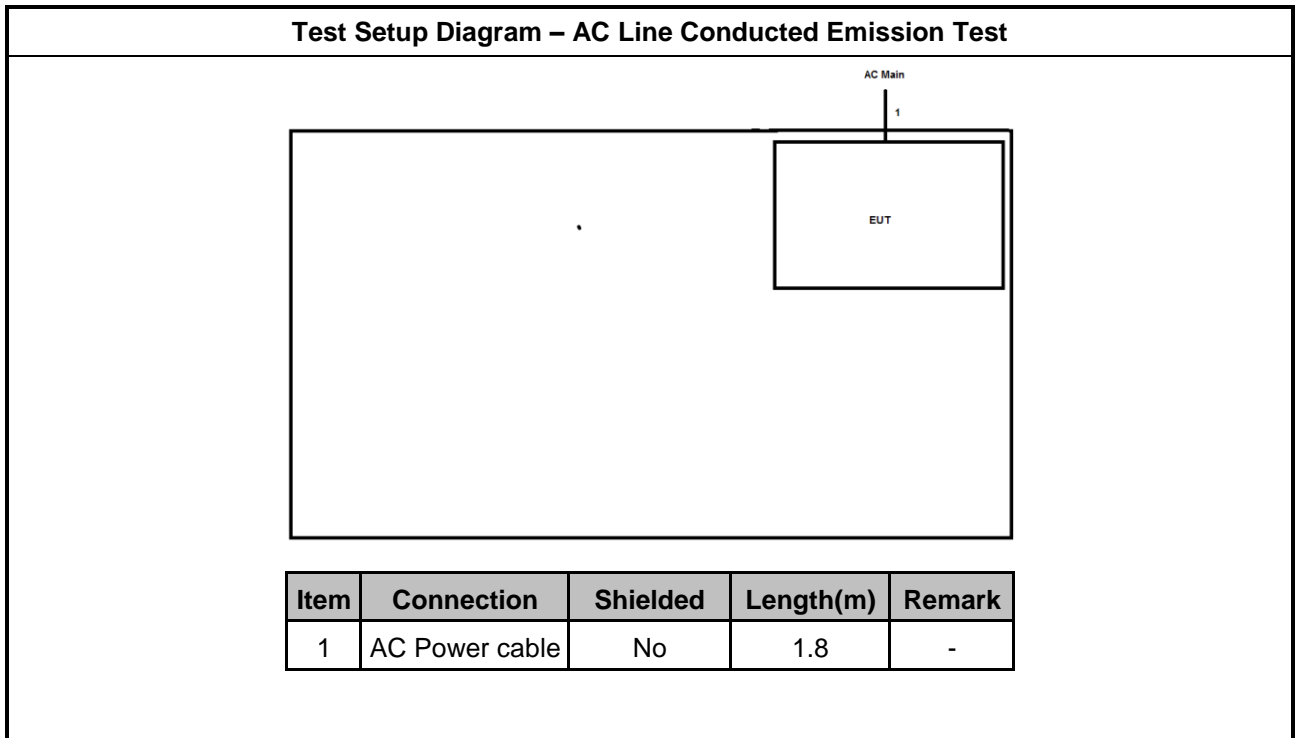 Test Setup Diagram – AC Line Conducted Emission Test
AC Main
1
EUT
Item Connection Shielded Length(m) Remark
1 AC Power cable No 1.8 -